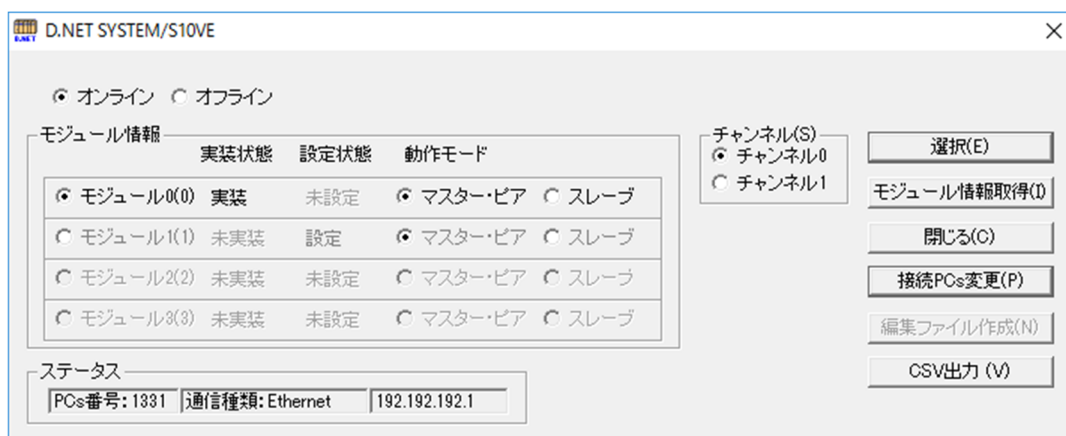 D.NET SYSTEM/S10VE
オンライン オフライン
モジュール情報
実装状態 設定状態 動作モード
モジュール0(0) 実装 未設定 マスター・ピア スレーブ
モジュール1(1) 未実装 設定 マスター・ピア スレーブ
モジュール2(2) 未実装 未設定 マスター・ピア スレーブ
モジュール3(3) 未実装 未設定 マスター・ピア スレーブ
チャンネル(S)
チャンネル0
チャンネル1
選択(E)
モジュール情報取得(I)
閉じる(C)
接続PCs変更(P)
編集ファイル作成(N)
CSV出力 (V)
ステータス
PCs番号: 1331 通信種類: Ethernet 192.192.192.1